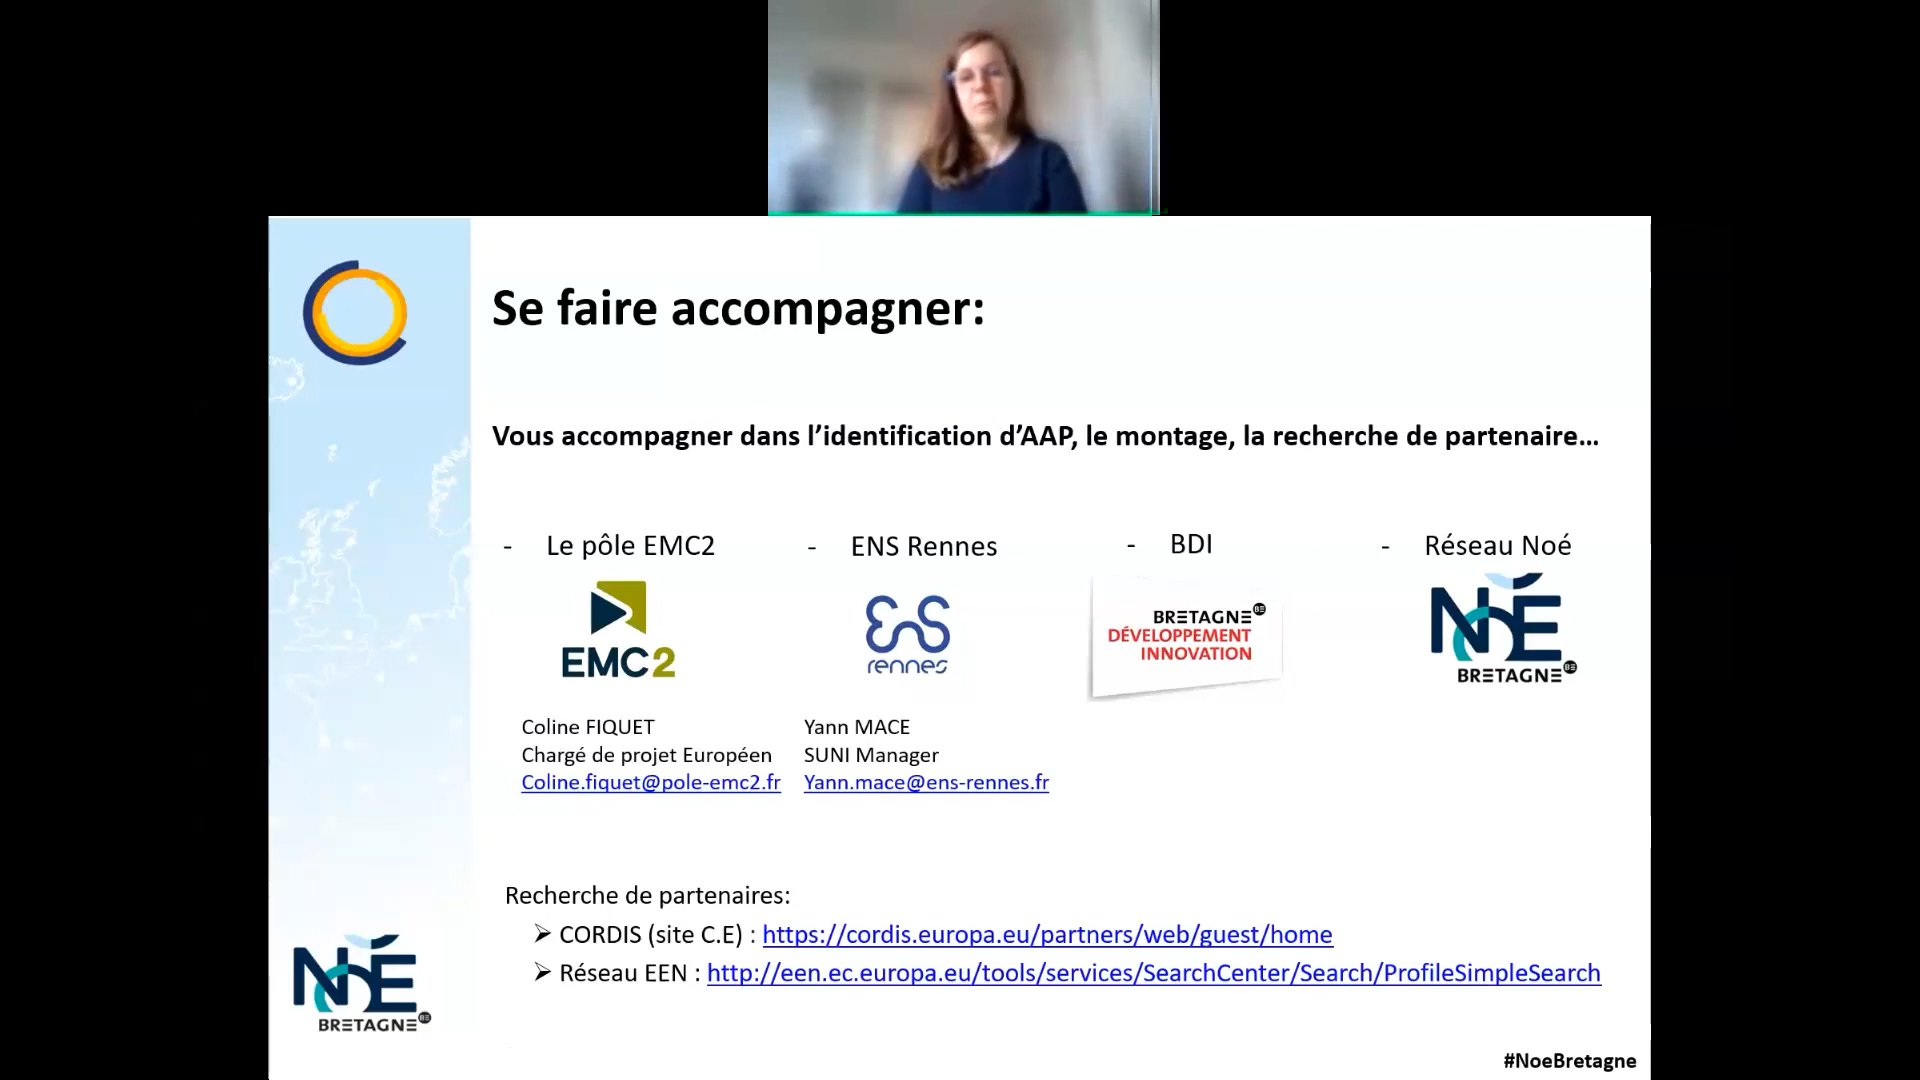 Se faire accompagner:
Vous accompagner dans l’identification d’AAP, le montage, la recherche de partenaire…
- Le pôle EMC2
- ENS Rennes
- BDI
- Réseau Noé
EMC2
ENS
rennes
BRETAGNE BE
DÉVELOPPEMENT
INNOVATION
NOÉ
BRETAGNE BE
Coline FIQUET
Chargé de projet Européen
Coline.fiquet@pole-emc2.fr
Yann MACE
SUNI Manager
Yann.mace@ens-rennes.fr
Recherche de partenaires:
➢ CORDIS (site C.E) : https://cordis.europa.eu/partners/web/guest/home
➢ Réseau EEN : http://een.ec.europa.eu/tools/services/SearchCenter/Search/ProfileSimpleSearch
NOÉ
BRETAGNE BE
#NoeBretagne